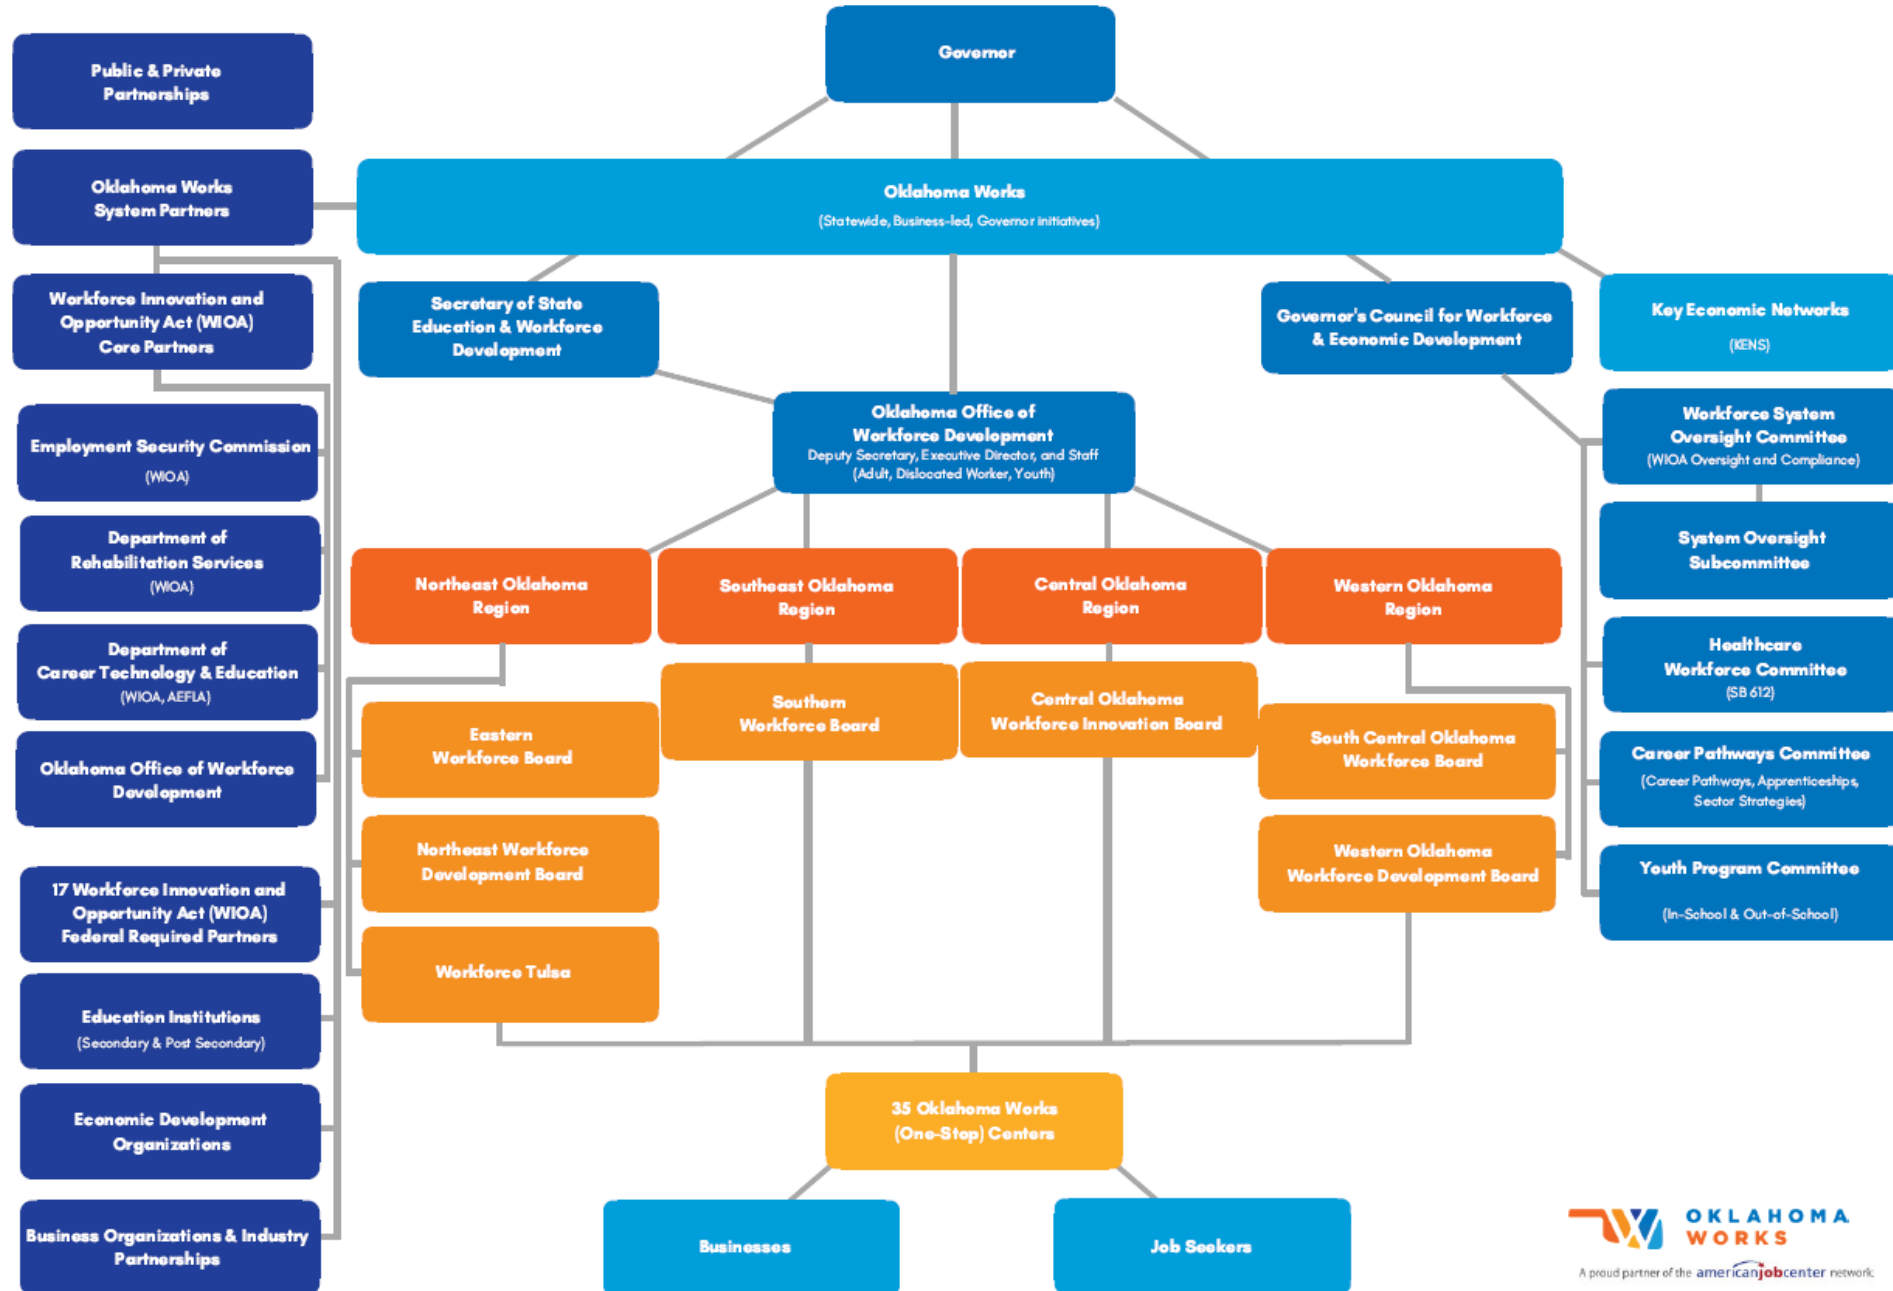 Governor
Public & Private
Partnerships
Oklahoma Works
System Partners
Oklahoma Works
(Statewide, Business-led, Governor initiatives)
Workforce Innovation and
Opportunity Act (WIOA)
Core Partners
Secretary of State
Education & Workforce
Development
Governor's Council for Workforce
& Economic Development
Key Economic Networks
(KENS)
Oklahoma Office of
Workforce Development
Deputy Secretary, Executive Director, and Staff
(Adult, Dislocated Worker, Youth)
Employment Security Commission
(WIOA)
Department of
Rehabilitation Services
(WIOA)
Department of
Career Technology & Education
(WIOA, AEFLA)
Oklahoma Office of Workforce
Development
17 Workforce Innovation and
Opportunity Act (WIOA)
Federal Required Partners
Education Institutions
(Secondary & Post Secondary)
Economic Development
Organizations
Business Organizations & Industry
Partnerships
Northeast Oklahoma
Region
Southeast Oklahoma
Region
Central Oklahoma
Region
Western Oklahoma
Region
Eastern
Workforce Board
Northeast Workforce
Development Board
Workforce Tulsa
Southern
Workforce Board
Central Oklahoma
Workforce Innovation Board
South Central Oklahoma
Workforce Board
Western Oklahoma
Workforce Development Board
Workforce System
Oversight Committee
(WIOA Oversight and Compliance)
System Oversight
Subcommittee
Healthcare
Workforce Committee
(SB 612)
Career Pathways Committee
(Career Pathways, Apprenticeships,
Sector Strategies)
Youth Program Committee
(In-School & Out-of-School)
35 Oklahoma Works
(One-Stop) Centers
Businesses
Job Seekers
OKLAHOMA
WORKS
A proud partner of the americanjobcenter network